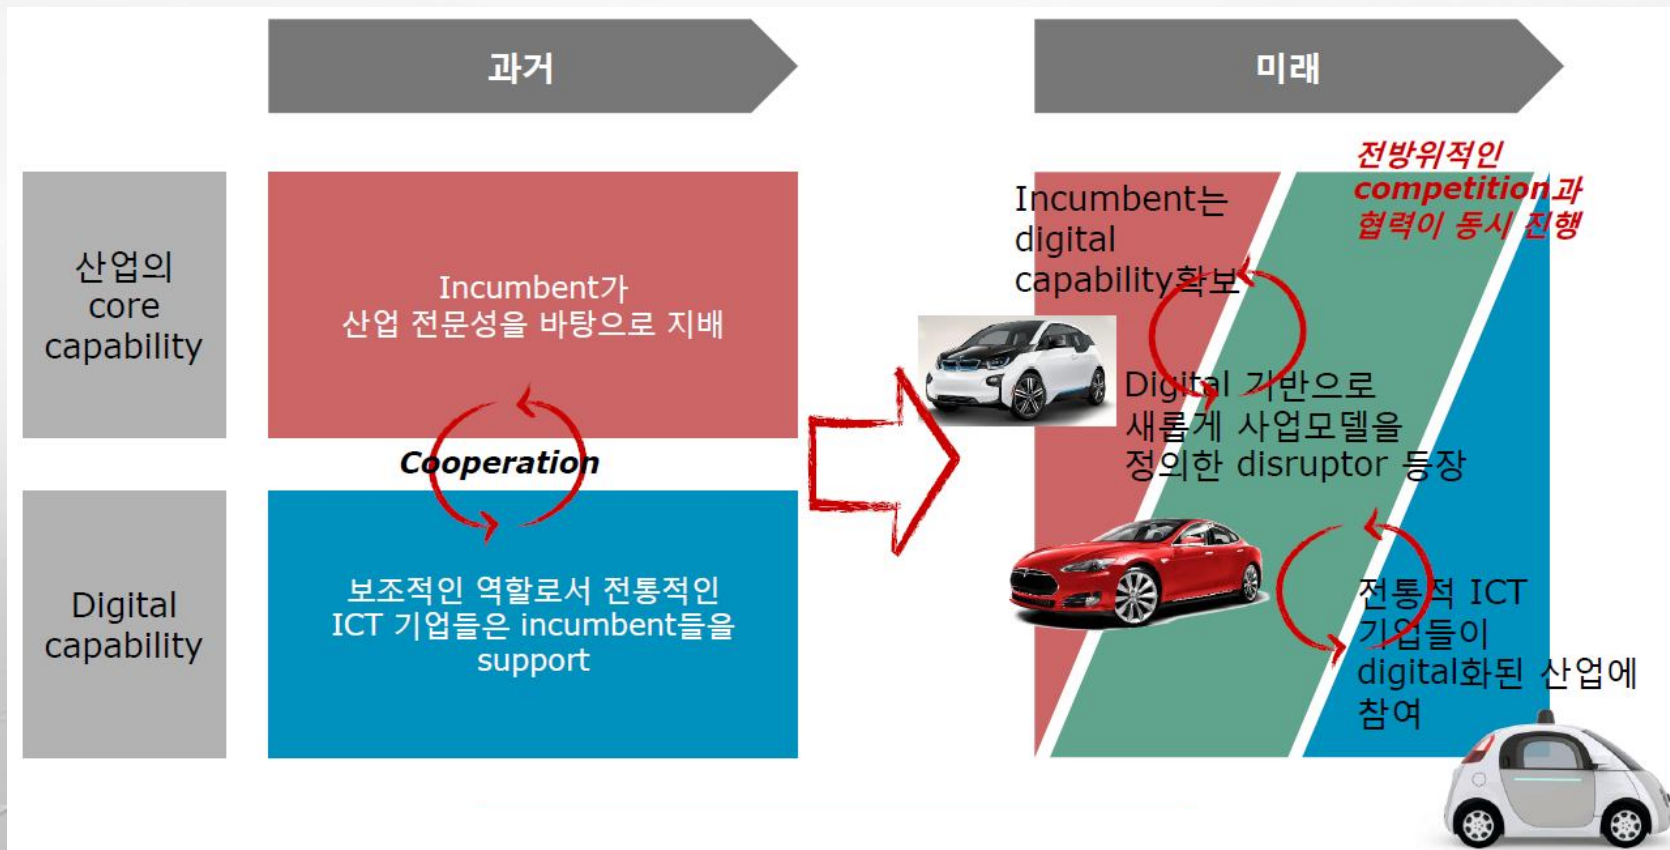 과거
미래
산업의
core
capability
Incumbent가
산업 전문성을 바탕으로 지배
Cooperation
Digital
capability
보조적인 역할로서 전통적인
ICT 기업들은 incumbent들을
support
전방위적인
competition과
협력이 동시 진행
Incumbent는
digital
capability확보
Digital 기반으로
새롭게 사업모델을
정의한 disruptor 등장
전통적 ICT
기업들이
digital화된 산업에
참여